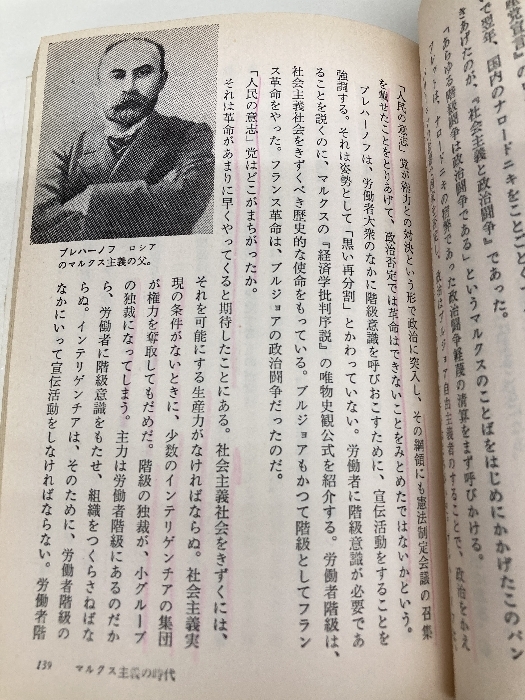 産党宣言』の
て翌年、国内のナロードニキをことごと
きあげたのが、『社会主義と政治闘争』であった。
「あらゆる階級闘争は政治闘争である」というマルクスのことばをはじめにかかげたこのパン
フレットは、ナロードニキの
であった政治闘争
の清算をまず呼びかける。
ブルジョア自由主義者のすることで、政治をかえ
「人民の意志」党が権力との対決という形で政治に突入し、その綱領にも憲法制定会議の召集
を載せたことをとりあげて、政治否定では革命はできないことをみとめたではないかという。
プレハーノフは、労働者大衆のなかに階級意識を呼びおこすために、宣伝活動をすることを
強調する。それは姿勢として「黒い再分割」とかわっていない。労働者に階級意識が必要であ
ることを説くのに、マルクスの『経済学批判序説』の唯物史観公式を紹介する。労働者階級は、
社会主義社会をきずくべき歴史的な使命をもっている。ブルジョアもかつて階級としてフラン
ス革命をやった。フランス革命は、ブルジョアの政治闘争だったのだ。
「人民の意志」党はどこがまちがったか。
それは革命があまりに早くやってくると期待したことにある。社会主義社会をきずくには、
それを可能にする生産力がなければならぬ。社会主義実
現の条件がないときに、少数のインテリゲンチアの集団
が権力を奪取してもだめだ。階級の独裁が、小グループ
の独裁になってしまう。主力は労働者階級にあるのだか
ら、労働者に階級意識をもたせ、組織をつくらさねばな
らぬ。インテリゲンチアは、そのために、労働者階級の
なかにいって宣伝活動をしなければならない。労働者階
プレハーノフ ロシア
のマルクス主義の父。
139 マルクス主義の時代